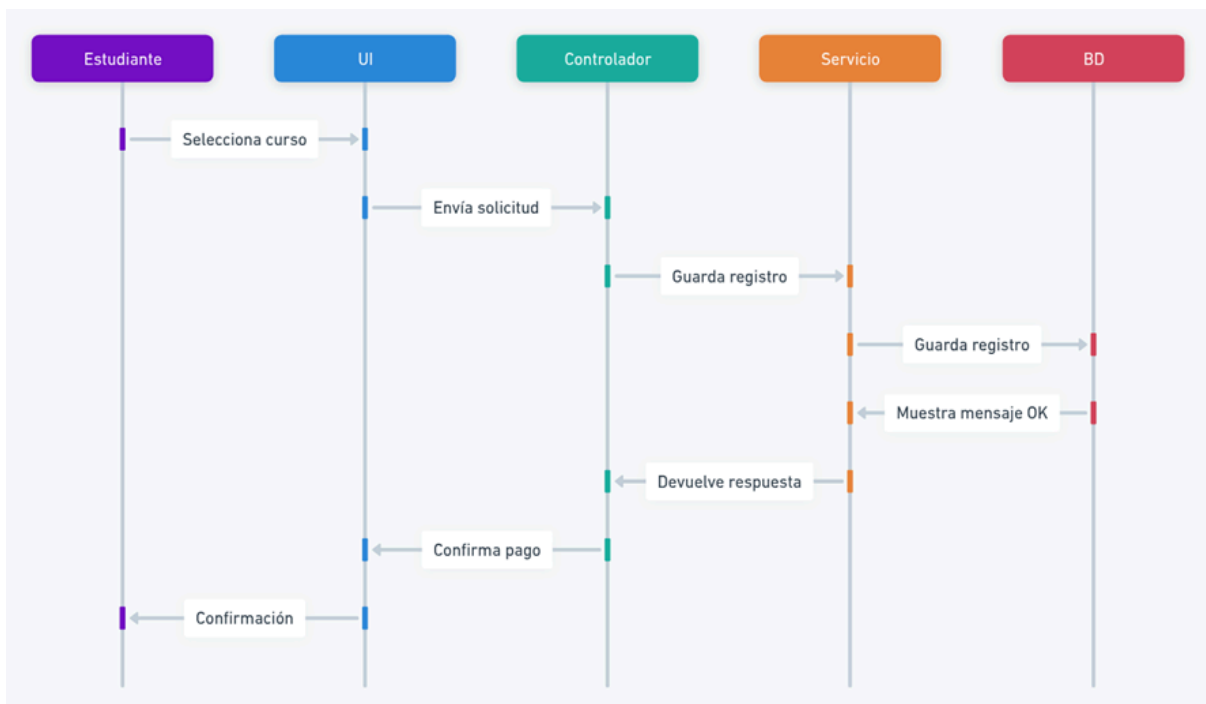 Estudiante
UI
Controlador
Servicio
BD
Selecciona curso
Envía solicitud
Guarda registro
Guarda registro
Muestra mensaje OK
Devuelve respuesta
Confirma pago
Confirmación